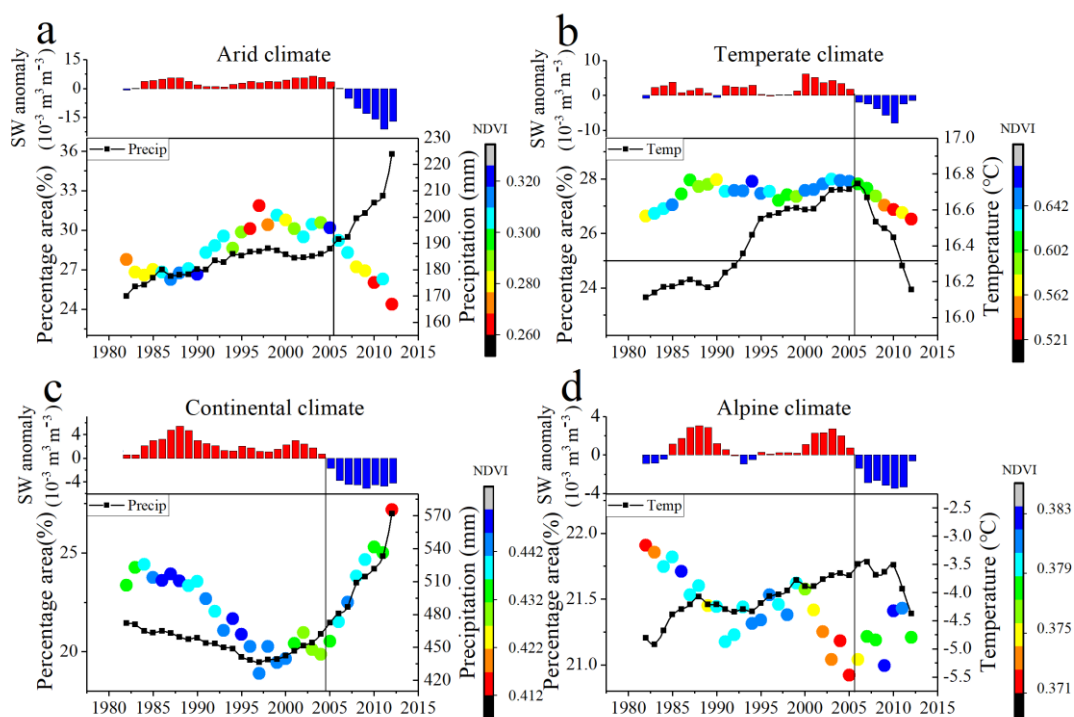 a
Arid climate
SW anomaly
(10⁻³ m³ m⁻³)
15
0
-15
Percentage area(%)
36
33
30
27
24
Precip
230
220
210
200
190
180
170
160
Precipitation (mm)
NDVI
0.320
0.300
0.280
0.260
1980 1985 1990 1995 2000 2005 2010 2015
b
Temperate climate
SW anomaly
(10⁻³ m³ m⁻³)
10
0
-10
Percentage area(%)
28
26
24
Temp
17.0
16.8
16.6
16.4
16.2
16.0
Temperature (°C)
NDVI
0.642
0.602
0.562
0.521
1980 1985 1990 1995 2000 2005 2010 2015
c
Continental climate
SW anomaly
(10⁻³ m³ m⁻³)
4
0
-4
Percentage area(%)
25
20
Precip
570
540
510
480
450
420
Precipitation (mm)
NDVI
0.442
0.432
0.422
0.412
1980 1985 1990 1995 2000 2005 2010 2015
d
Alpine climate
SW anomaly
(10⁻³ m³ m⁻³)
4
0
-4
Percentage area(%)
22.0
21.5
21.0
Temp
-2.5
-3.0
-3.5
-4.0
-4.5
-5.0
-5.5
Temperature (°C)
NDVI
0.383
0.379
0.375
0.371
1980 1985 1990 1995 2000 2005 2010 2015